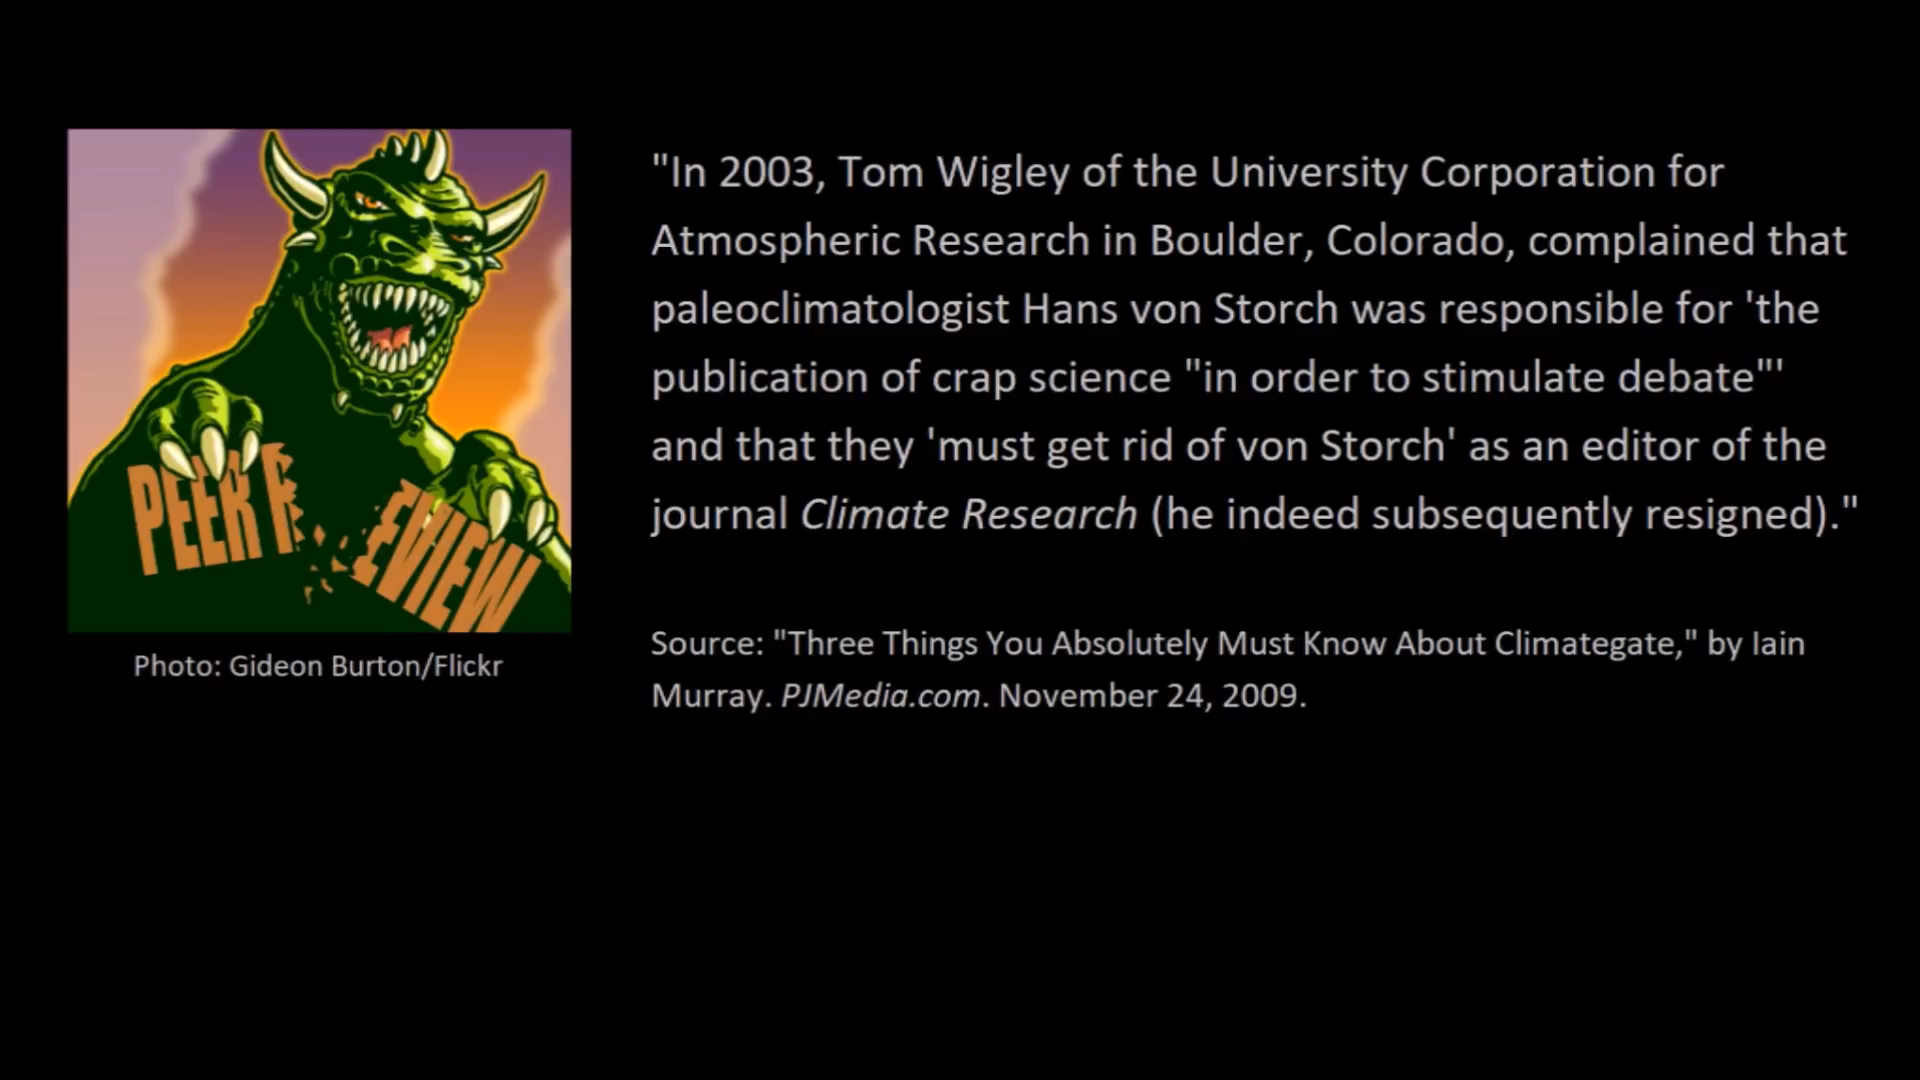 PEER REVIEW
Photo: Gideon Burton/Flickr
"In 2003, Tom Wigley of the University Corporation for
Atmospheric Research in Boulder, Colorado, complained that
paleoclimatologist Hans von Storch was responsible for 'the
publication of crap science "in order to stimulate debate"'
and that they 'must get rid of von Storch' as an editor of the
journal Climate Research (he indeed subsequently resigned)."
Source: "Three Things You Absolutely Must Know About Climategate," by Iain
Murray. PJMedia.com. November 24, 2009.